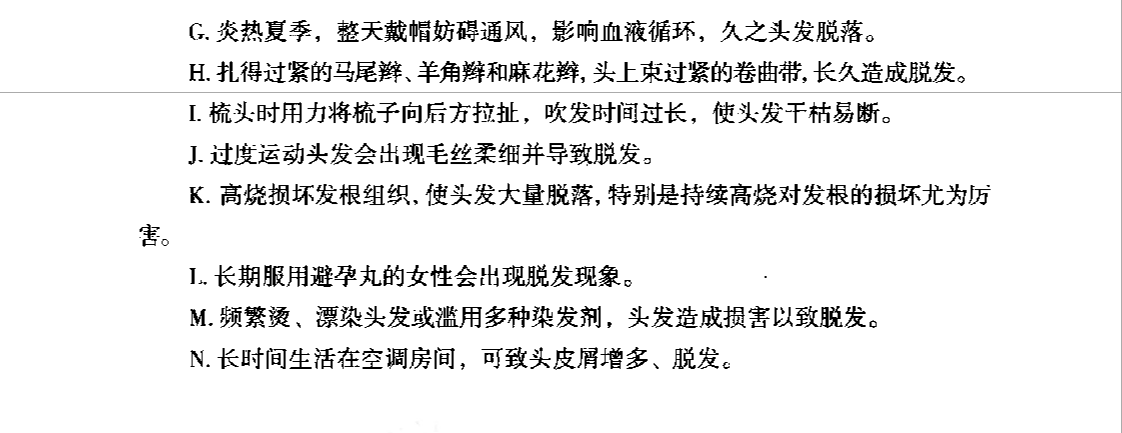 G. 炎热夏季，整天戴帽妨碍通风，影响血液循环，久之头发脱落。
H. 扎得过紧的马尾辫、羊角辫和麻花辫，头上束过紧的卷曲带，长久造成脱发。
I. 梳头时用力将梳子向后方拉扯，吹发时间过长，使头发干枯易断。
J. 过度运动头发会出现毛丝柔细并导致脱发。
K. 高烧损坏发根组织，使头发大量脱落，特别是持续高烧对发根的损坏尤为厉
害。
L. 长期服用避孕丸的女性会出现脱发现象。
M. 频繁烫、漂染头发或滥用多种染发剂，头发造成损害以致脱发。
N. 长时间生活在空调房间，可致头皮屑增多、脱发。